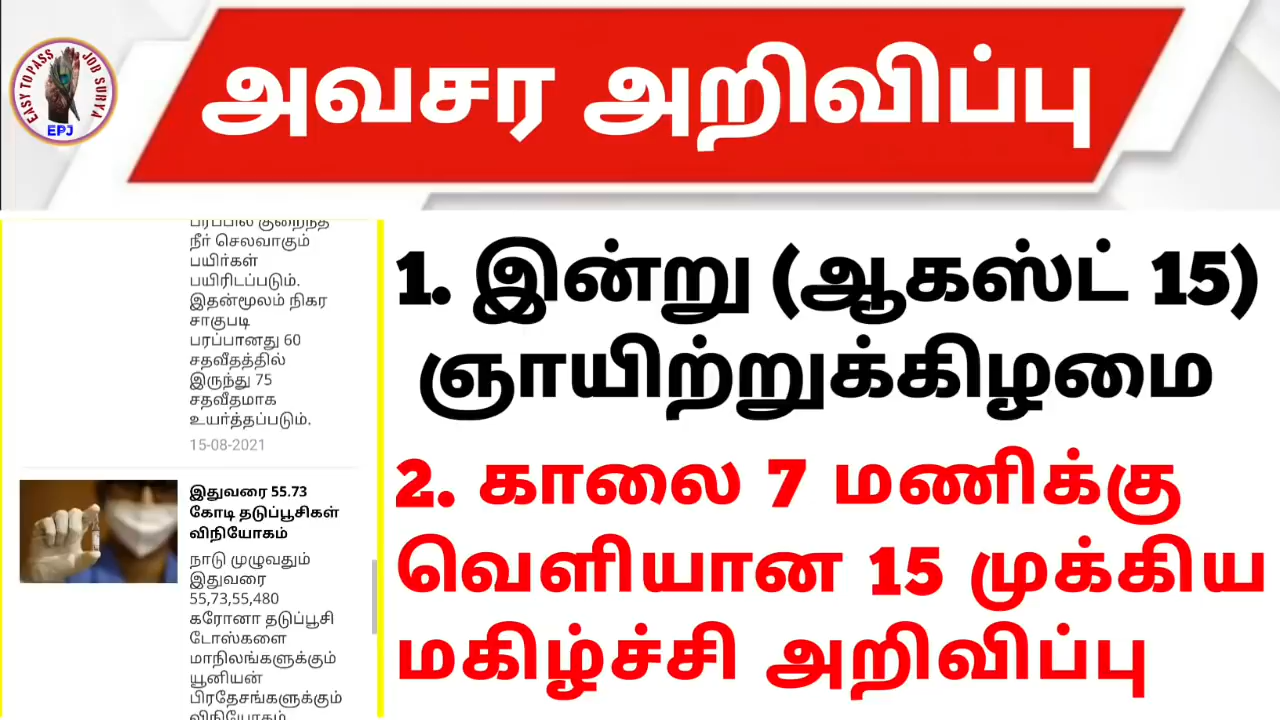 EASY TO PASS JOB SURYA
EPJ
அவசர அறிவிப்பு
பரப்பில் குறைந்த
நீர் செலவாகும்
பயிர்கள்
பயிரிடப்படும்.
இதன்மூலம் நிகர
சாகுபடி
பரப்பானது 60
சதவீதத்தில்
இருந்து 75
சதவீதமாக
உயர்த்தப்படும்.
15-08-2021
இதுவரை 55.73
கோடி தடுப்பூசிகள்
விநியோகம்
நாடு முழுவதும்
இதுவரை
55,73,55,480
கரோனா தடுப்பூசி
டோஸ்களை
மாநிலங்களுக்கும்
யூனியன்
பிரதேசங்களுக்கும்
விநியோகம்
1. இன்று (ஆகஸ்ட் 15)
ஞாயிற்றுக்கிழமை
2. காலை 7 மணிக்கு
வெளியான 15 முக்கிய
மகிழ்ச்சி அறிவிப்பு